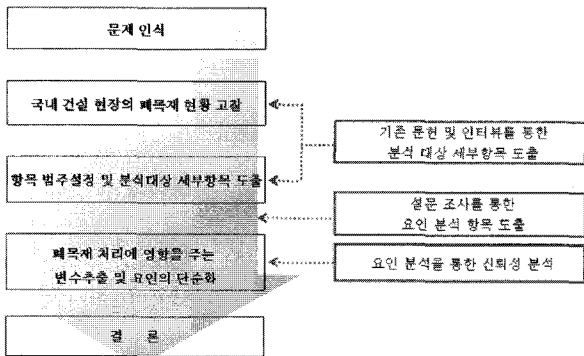 문제 인식
국내 건설 현장의 폐목재 현황 고찰
기존 문헌 및 인터뷰를 통한
분석 대상 세부항목 도출
항목 범주설정 및 분석대상 세부항목 도출
설문 조사를 통한
요인 분석 항목 도출
폐목재 처리에 영향을 주는
변수추출 및 요인의 단순화
요인 분석을 통한 신뢰성 분석
결 론